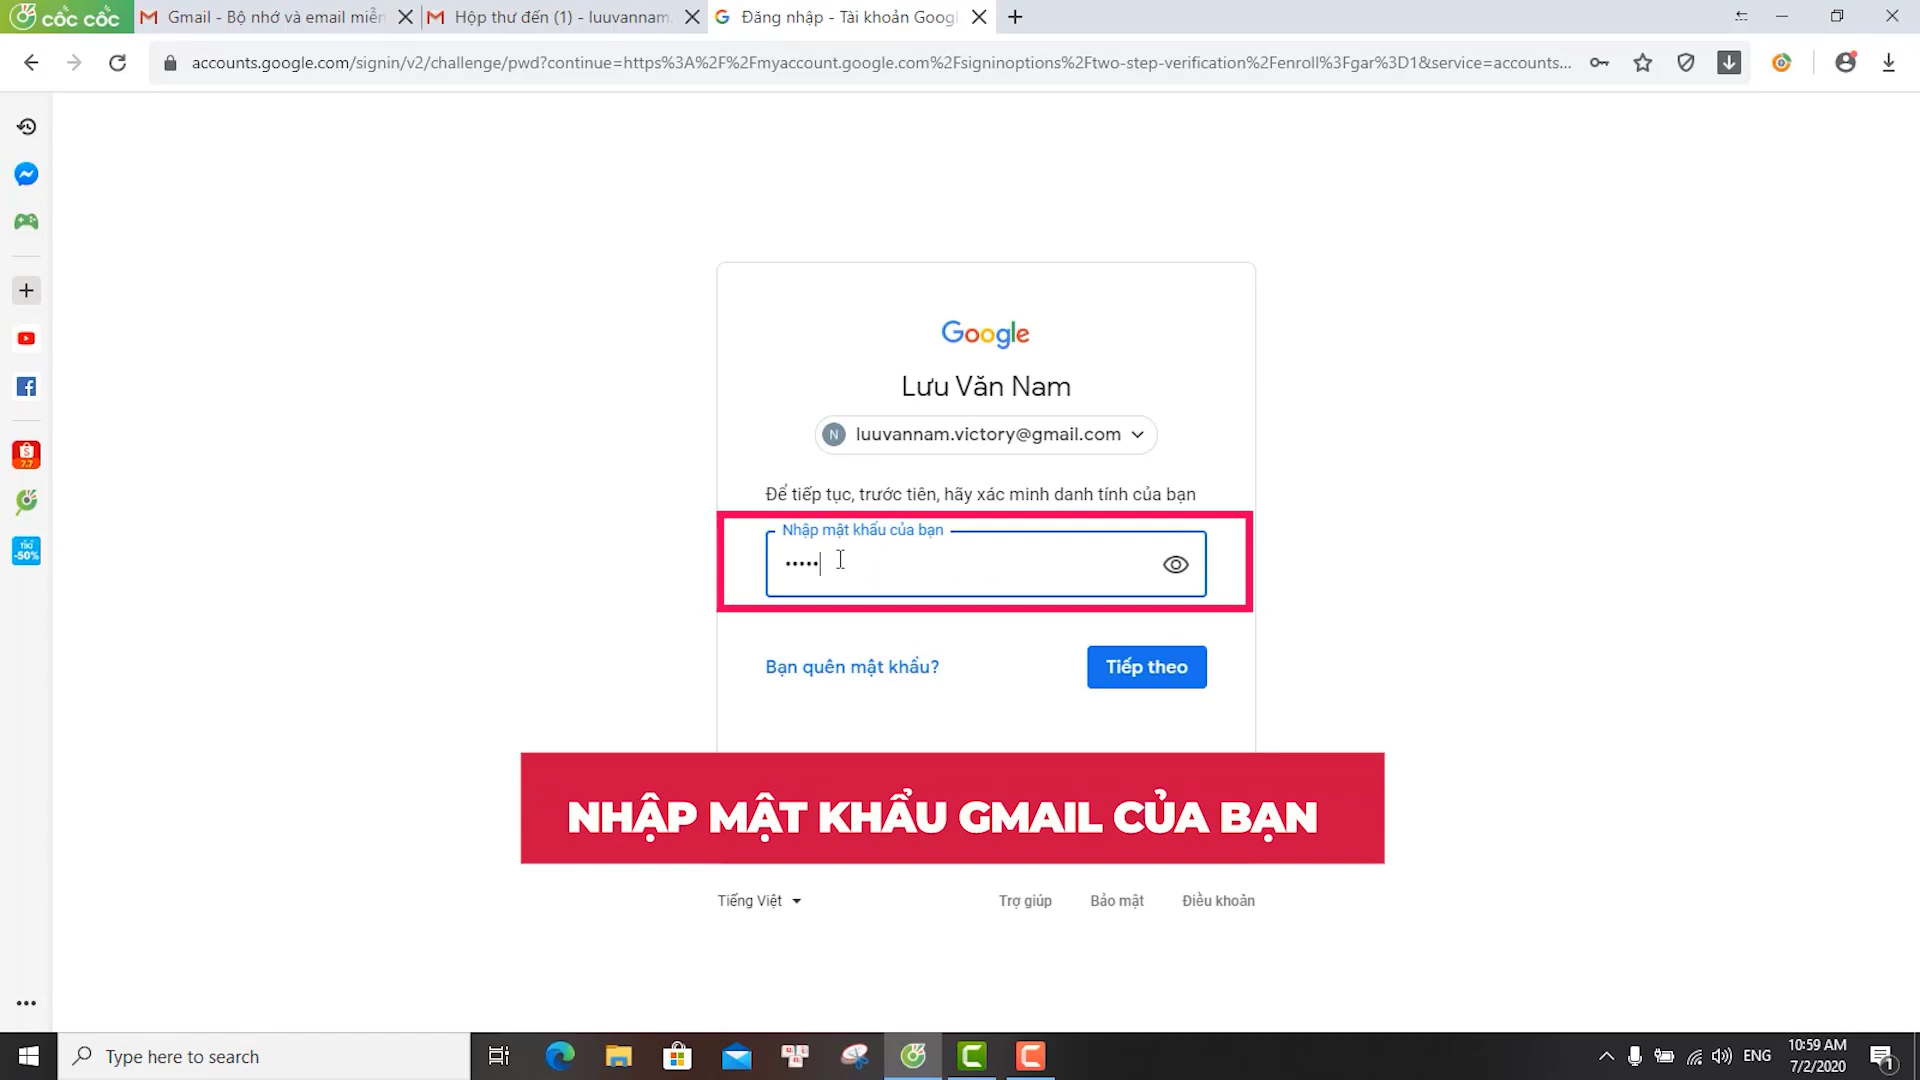 cốc cốc
Gmail - Bộ nhớ và email miễn
Hộp thư đến (1) - luuvannam.
Đăng nhập - Tài khoản Googl
accounts.google.com/signin/v2/challenge/pwd?continue=https%3A%2F%2Fmyaccount.google.com%2Fsigninoptions%2Ftwo-step-verification%2Fenroll%3Fgar%3D1&service=accounts...
7.7
TIKI
-50%
Google
Lưu Văn Nam
N luuvannam.victory@gmail.com
Để tiếp tục, trước tiên, hãy xác minh danh tính của bạn
Nhập mật khẩu của bạn
•••••
Bạn quên mật khẩu?
Tiếp theo
NHẬP MẬT KHẨU GMAIL CỦA BẠN
Tiếng Việt
Trợ giúp
Bảo mật
Điều khoản
Type here to search
ENG
10:59 AM
7/2/2020
1